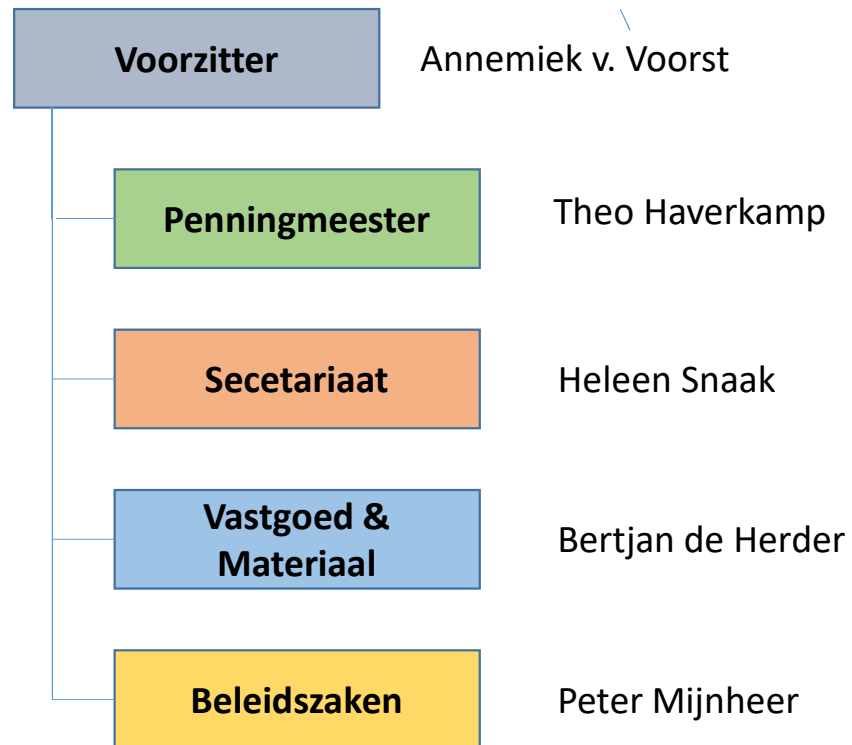 Voorzitter Annemiek v. Voorst
Penningmeester Theo Haverkamp
Secetariaat Heleen Snaak
Vastgoed &
Materiaal Bertjan de Herder
Beleidszaken Peter Mijnheer